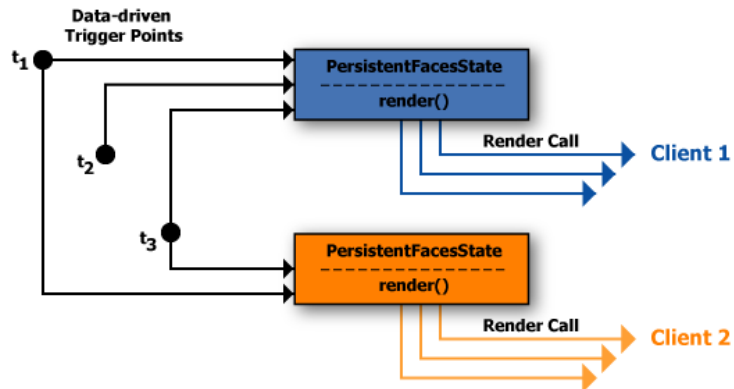 Data-driven
Trigger Points
t1
PersistentFacesState
render()
t2
Render Call
Client 1
t3
PersistentFacesState
render()
Render Call
Client 2